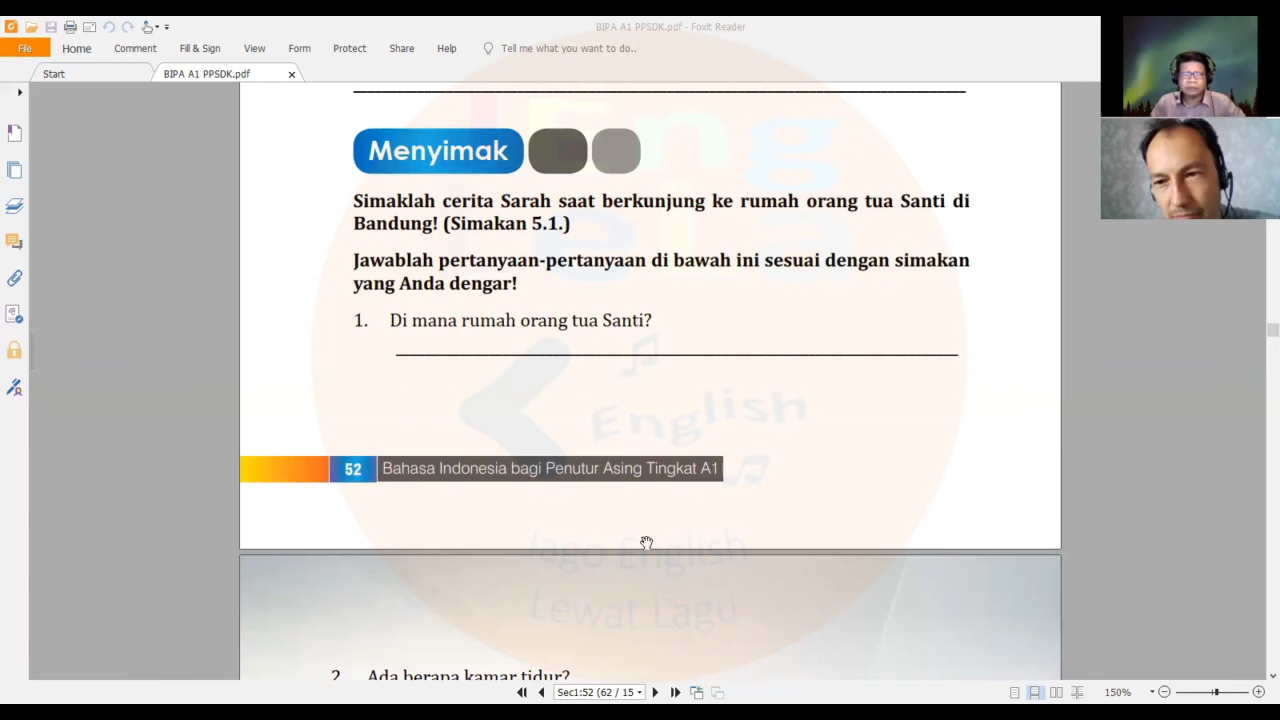 BIPA A1 PPSDK.pdf - Foxit Reader
File Home Comment Fill & Sign View Form Protect Share Help Tell me what you want to do..
Start BIPA A1 PPSDK.pdf
Eng
Menyimak
Simaklah cerita Sarah saat berkunjung ke rumah orang tua Santi di
Bandung! (Simakan 5.1.)
Jawablah pertanyaan-pertanyaan di bawah ini sesuai dengan simakan
yang Anda dengar!
1. Di mana rumah orang tua Santi?
English
52 Bahasa Indonesia bagi Penutur Asing Tingkat A1
Jago English
Lewat Lagu
2. Ada berapa kamar tidur?
Sec1:52 (62 / 15
150%